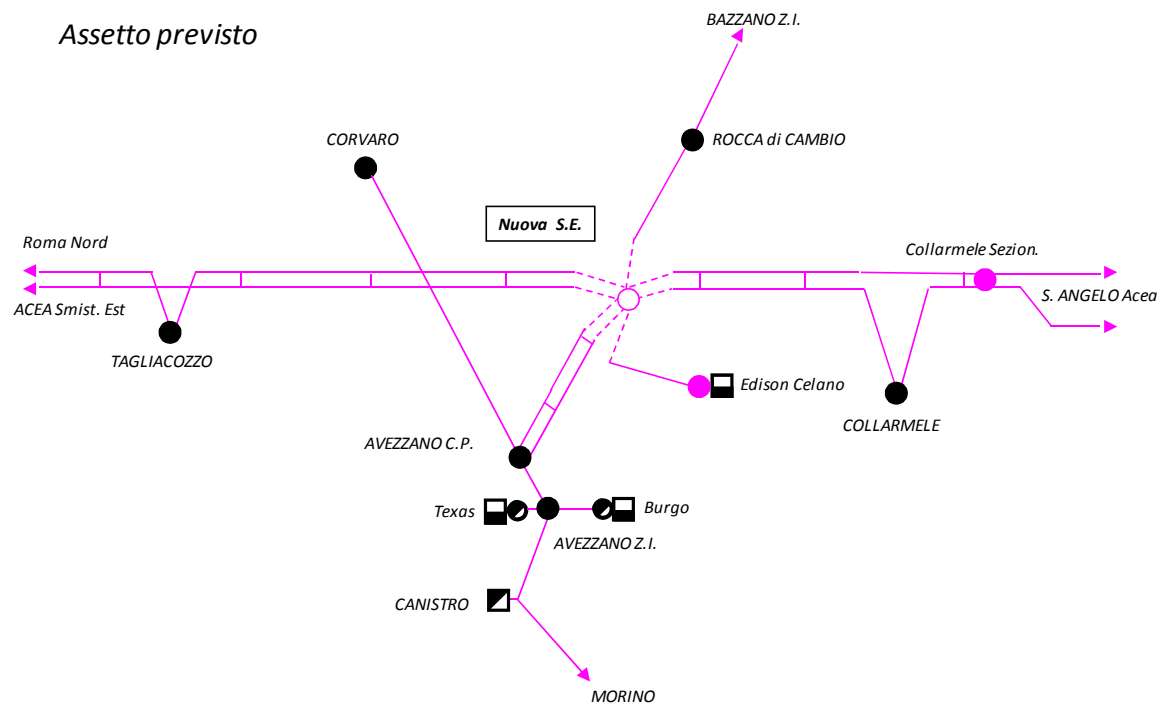 Assetto previsto
BAZZANO Z.I.
CORVARO
ROCCA di CAMBIO
Nuova S.E.
Roma Nord
Collarmele Sezion.
ACEA Smist. Est
S. ANGELO Acea
TAGLIACOZZO
Edison Celano
COLLARMELE
AVEZZANO C.P.
Texas
Burgo
AVEZZANO Z.I.
CANISTRO
MORINO